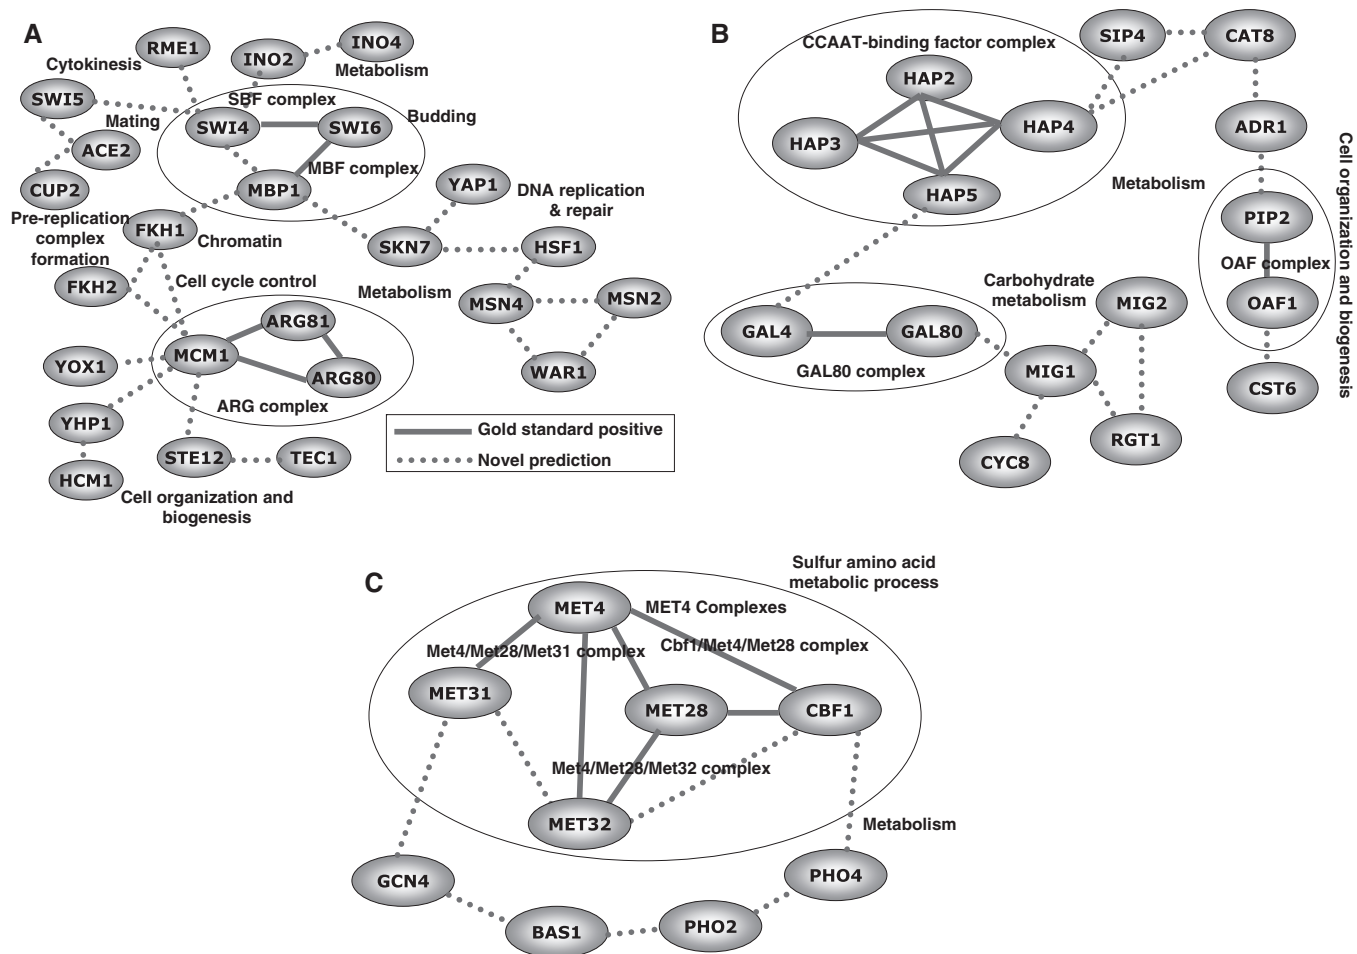 A
RME1
INO2
INO4
Metabolism
Cytokinesis
SWI5
Mating
ACE2
CUP2
SBF complex
SWI4
SWI6
Budding
MBF complex
MBP1
Pre-replication
complex
formation
FKH1
Chromatin
FKH2
YAP1
DNA replication
& repair
SKN7
HSF1
Metabolism
MSN4
MSN2
WAR1
Cell cycle control
ARG81
MCM1
ARG80
ARG complex
YOX1
YHP1
HCM1
STE12
TEC1
Cell organization and
biogenesis
Gold standard positive
Novel prediction
B
CCAAT-binding factor complex
HAP2
HAP3
HAP4
HAP5
SIP4
CAT8
ADR1
Metabolism
PIP2
OAF complex
OAF1
CST6
Cell organization and biogenesis
GAL4
GAL80
GAL80 complex
Carbohydrate
metabolism
MIG2
MIG1
RGT1
CYC8
C
Sulfur amino acid
metabolic process
MET4
MET4 Complexes
Met4/Met28/Met31 complex
Cbf1/Met4/Met28 complex
MET31
MET28
CBF1
Met4/Met28/Met32 complex
MET32
Metabolism
GCN4
BAS1
PHO2
PHO4